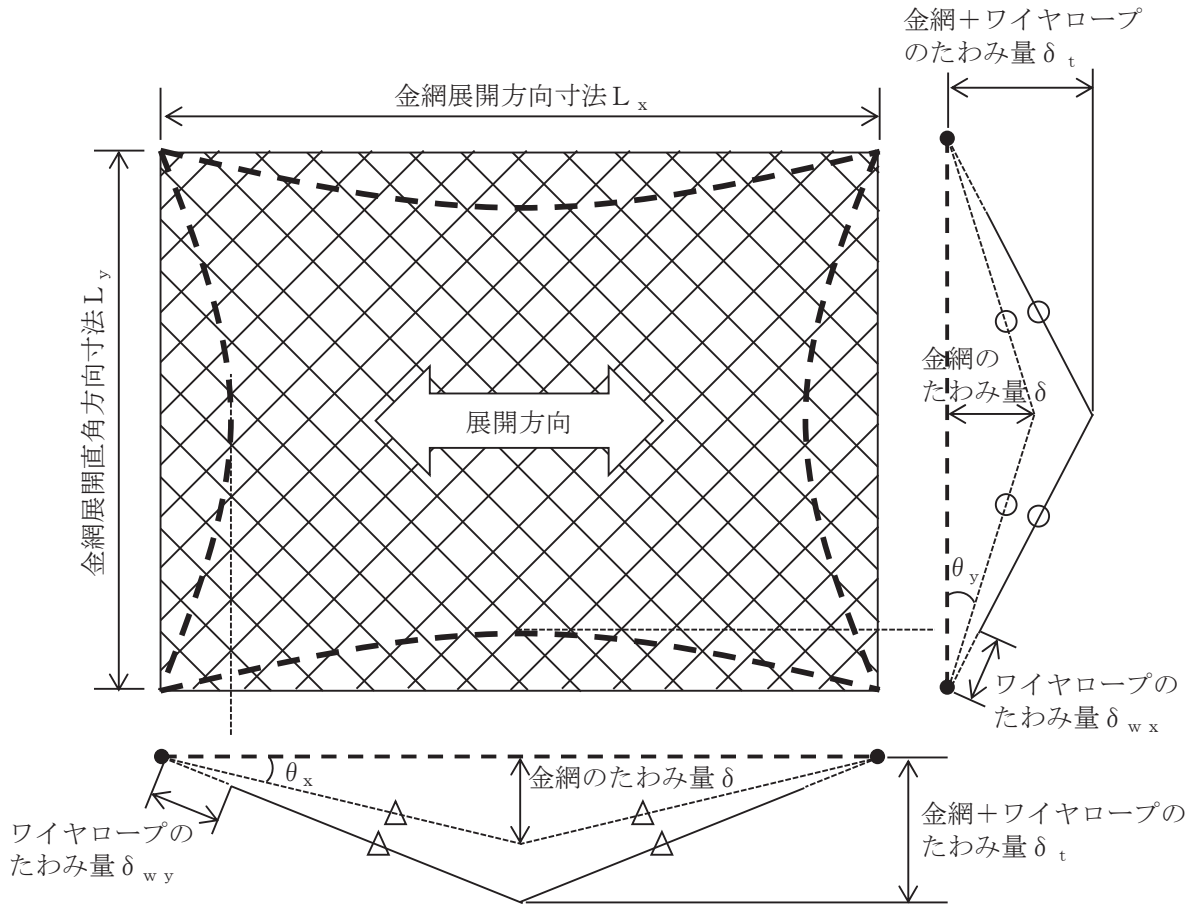 金網＋ワイヤロープ
のたわみ量δt
金網展開方向寸法Lx
金網展開直角方向寸法Ly
展開方向
金網の
たわみ量δ
θy
ワイヤロープの
たわみ量δwx
θx
金網のたわみ量δ
ワイヤロープの
たわみ量δwy
金網＋ワイヤロープの
たわみ量δt